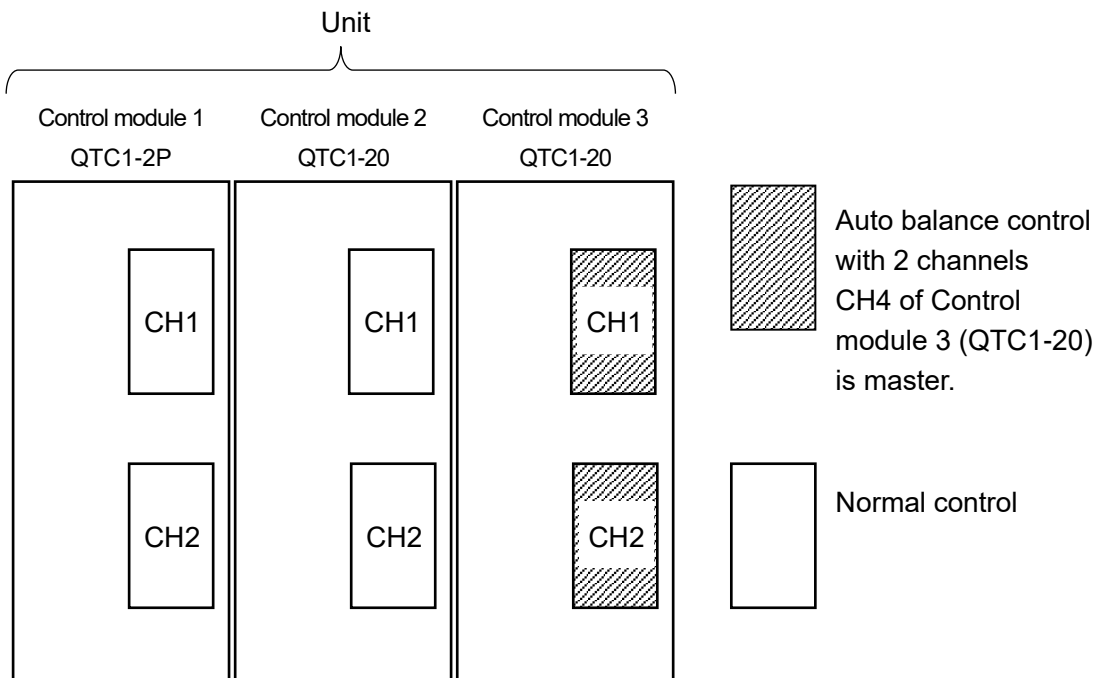 Unit
Control module 1
Control module 2
Control module 3
QTC1-2P
QTC1-20
QTC1-20
CH1
CH1
CH1
Auto balance control
with 2 channels
CH4 of Control
module 3 (QTC1-20)
is master.
CH2
CH2
CH2
Normal control